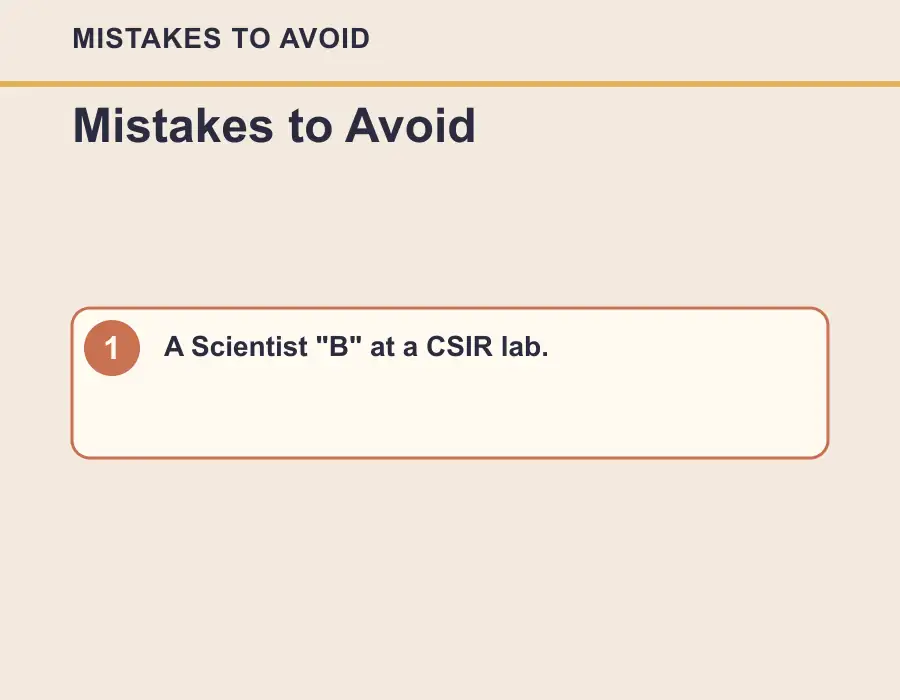 MISTAKES TO AVOID
Mistakes to Avoid
1 A Scientist "B" at a CSIR lab.